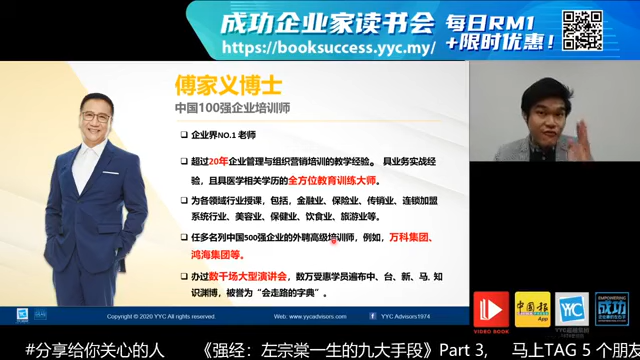 成功企业家读书会
每日RM1
+限时优惠！
https://booksuccess.yyc.my/
傅家义博士
中国100强企业培训师
企业界NO.1 老师
超过20年企业管理与组织营销培训的教学经验。 具业务实战经
验，且具医学相关学历的全方位教育训练大师。
为各领域行业授课，包括，金融业、保险业、传销业、连锁加盟
系统行业、美容业、保健业、饮食业、旅游业等。
任多名列中国500强企业的外聘高级培训师，例如，万科集团、
鸿海集团等。
办过数千场大型演讲会，数万受惠学员遍布中、台、新、马. 知
识渊博，被誉为“会走路的字典”。
Copyright © 2020 YYC All rights reserved.
Web: www.yycadvisors.com
YYC Advisors1974
VIDEO BOOK
中国报
App
YYC
EMPOWERING
成功
#分享给你关心的人
《强经：左宗棠一生的九大手段》Part 3,
马上TAG 5 个朋友